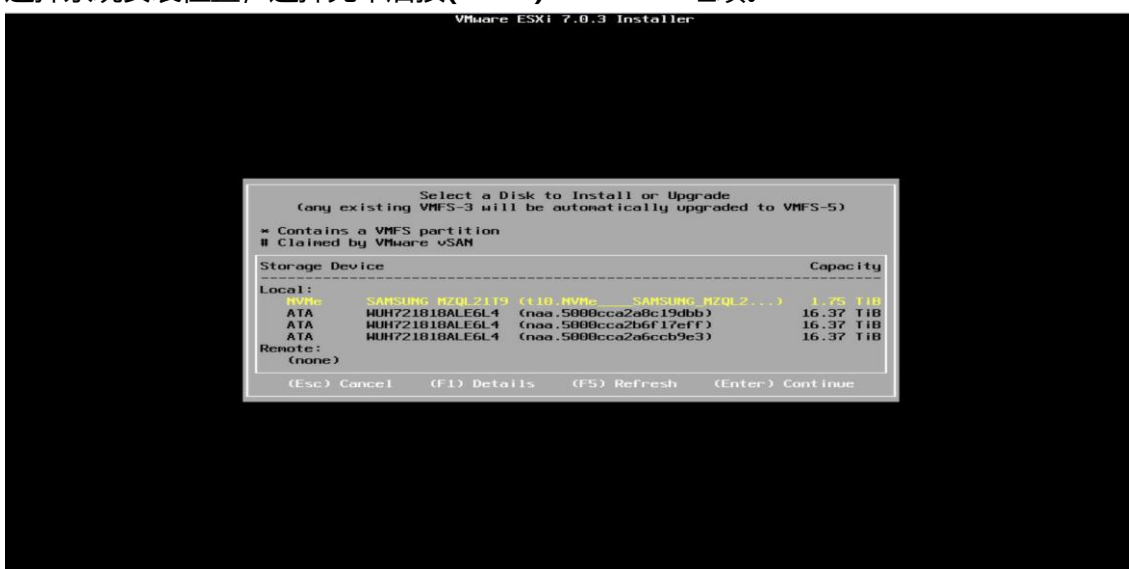 VMware ESXi 7.0.3 Installer
Select a Disk to Install or Upgrade
(any existing VMFS-3 will be automatically upgraded to VMFS-5)
* Contains a VMFS partition
# Claimed by VMware vSAN
Storage Device Capacity
Local:
NVMe SAMSUNG MZQL21T9 (t10.NVMe____SAMSUNG_MZQL2...) 1.75 TiB
ATA WUH721818ALE6L4 (naa.5000cca2a8c19dbb) 16.37 TiB
ATA WUH721818ALE6L4 (naa.5000cca2b6f17eff) 16.37 TiB
ATA WUH721818ALE6L4 (naa.5000cca2a6ccb9e3) 16.37 TiB
Remote:
(none)
(Esc) Cancel (F1) Details (F5) Refresh (Enter) Continue